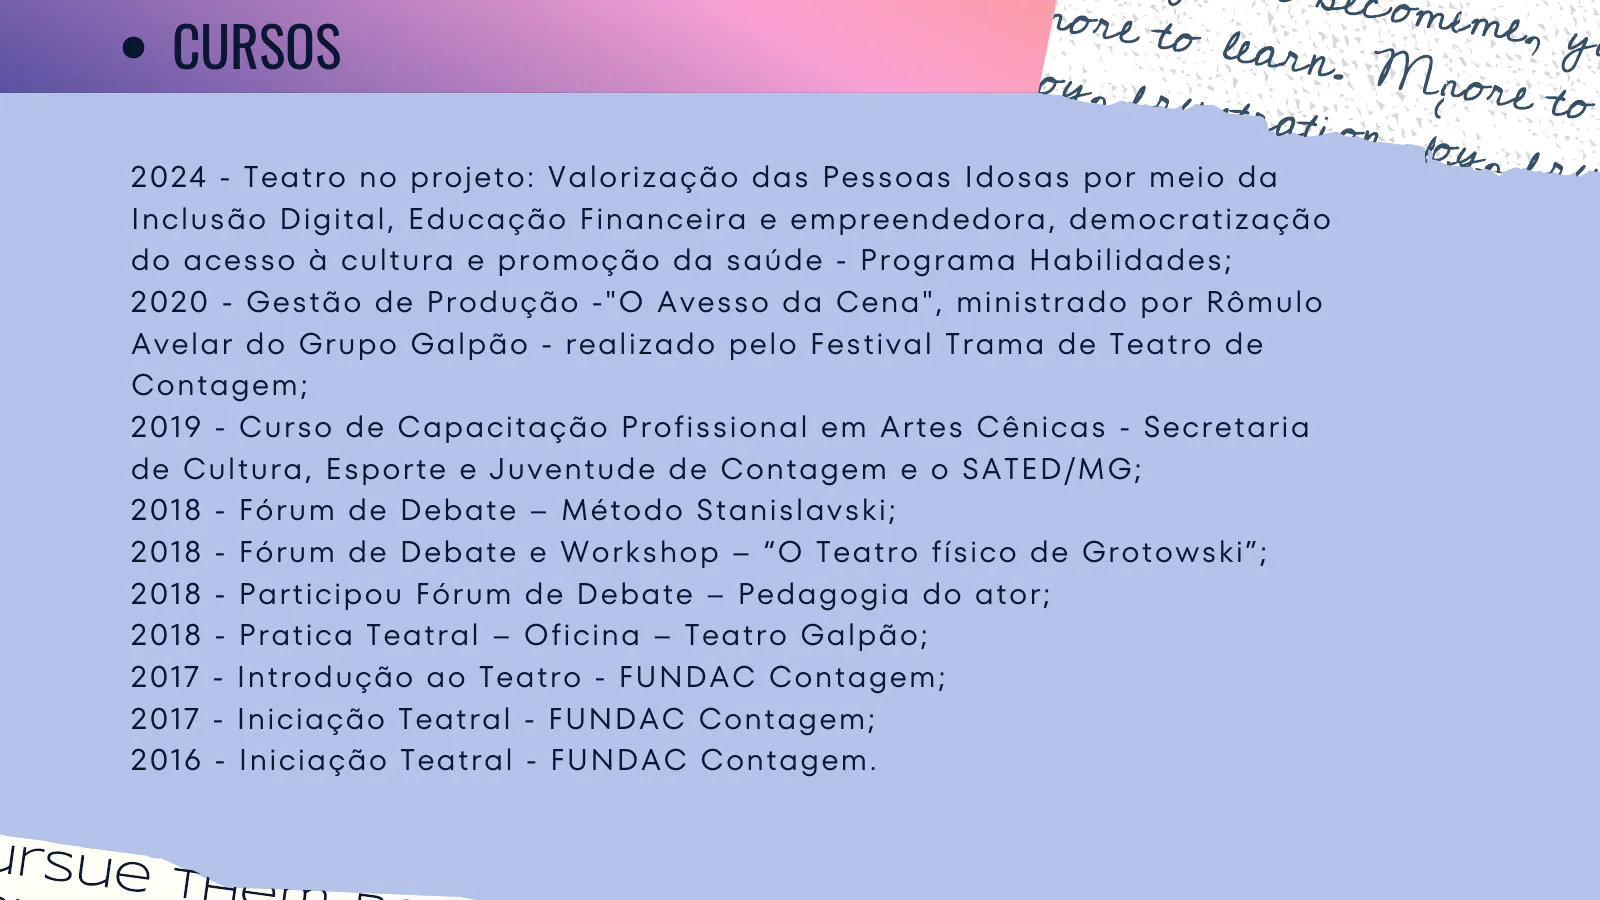 • CURSOS
more to learn. Mrore to
2024 - Teatro no projeto: Valorização das Pessoas Idosas por meio da
Inclusão Digital, Educação Financeira e empreendedora, democratização
do acesso à cultura e promoção da saúde - Programa Habilidades;
2020 - Gestão de Produção -"O Avesso da Cena", ministrado por Rômulo
Avelar do Grupo Galpão - realizado pelo Festival Trama de Teatro de
Contagem;
2019 - Curso de Capacitação Profissional em Artes Cênicas - Secretaria
de Cultura, Esporte e Juventude de Contagem e o SATED/MG;
2018 - Fórum de Debate – Método Stanislavski;
2018 - Fórum de Debate e Workshop – “O Teatro físico de Grotowski”;
2018 - Participou Fórum de Debate – Pedagogia do ator;
2018 - Pratica Teatral – Oficina – Teatro Galpão;
2017 - Introdução ao Teatro - FUNDAC Contagem;
2017 - Iniciação Teatral - FUNDAC Contagem;
2016 - Iniciação Teatral - FUNDAC Contagem.
ursue THem